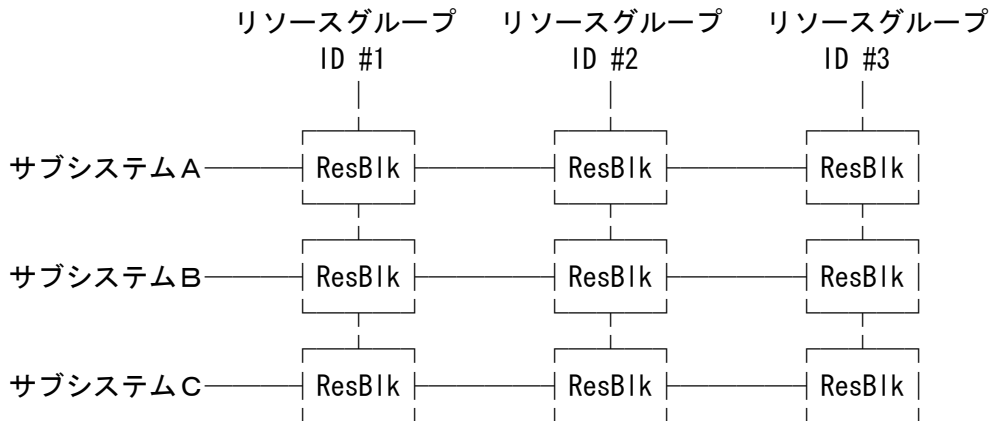 リソースグループ リソースグループ リソースグループ
ID #1 ID #2 ID #3
サブシステムA ResBlk ResBlk ResBlk
サブシステムB ResBlk ResBlk ResBlk
サブシステムC ResBlk ResBlk ResBlk